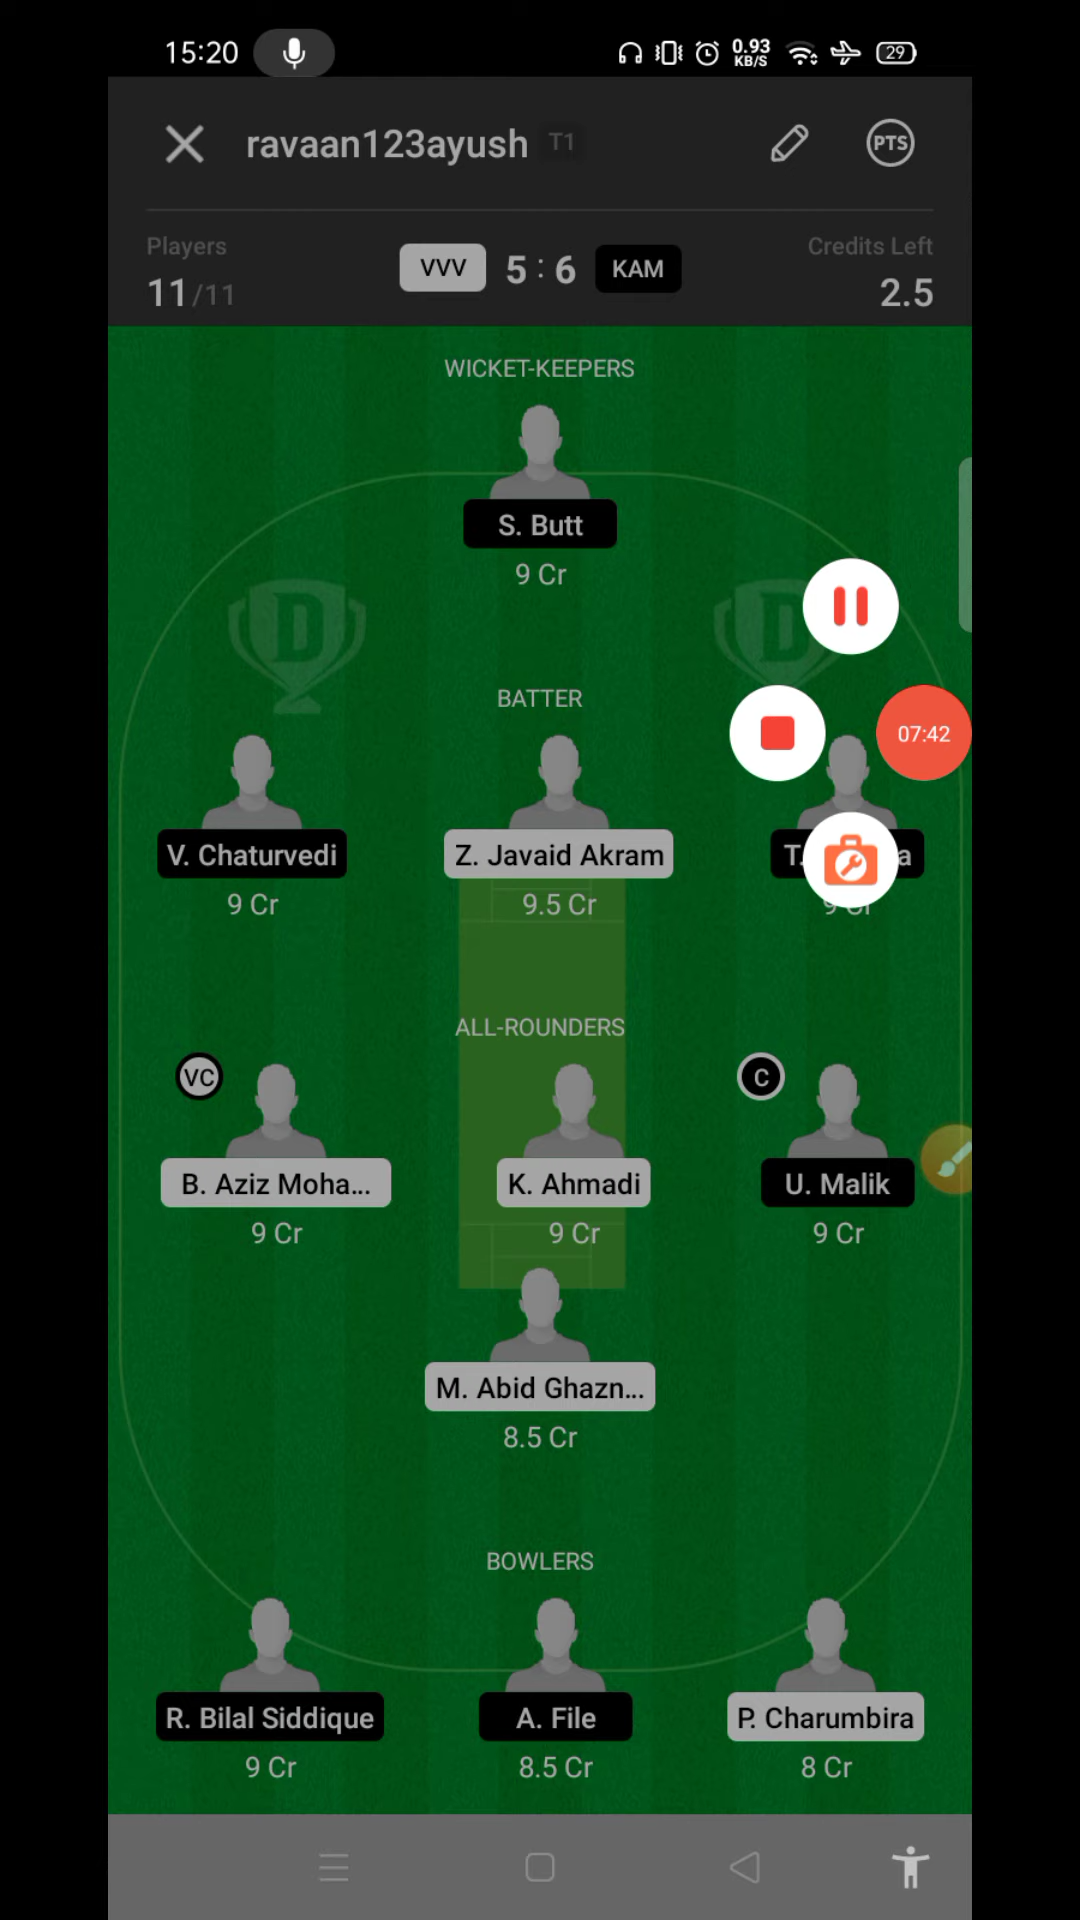 15:20
0.93
KB/S
29
ravaan123ayush T1
PTS
Players
11/11
VVV 5 : 6 KAM
Credits Left
2.5
WICKET-KEEPERS
S. Butt
9 Cr
D
D
BATTER
07:42
V. Chaturvedi
Z. Javaid Akram
9 Cr
9.5 Cr
9 Cr
ALL-ROUNDERS
VC
C
B. Aziz Moha...
K. Ahmadi
U. Malik
9 Cr
9 Cr
9 Cr
M. Abid Ghazn...
8.5 Cr
BOWLERS
R. Bilal Siddique
A. File
P. Charumbira
9 Cr
8.5 Cr
8 Cr